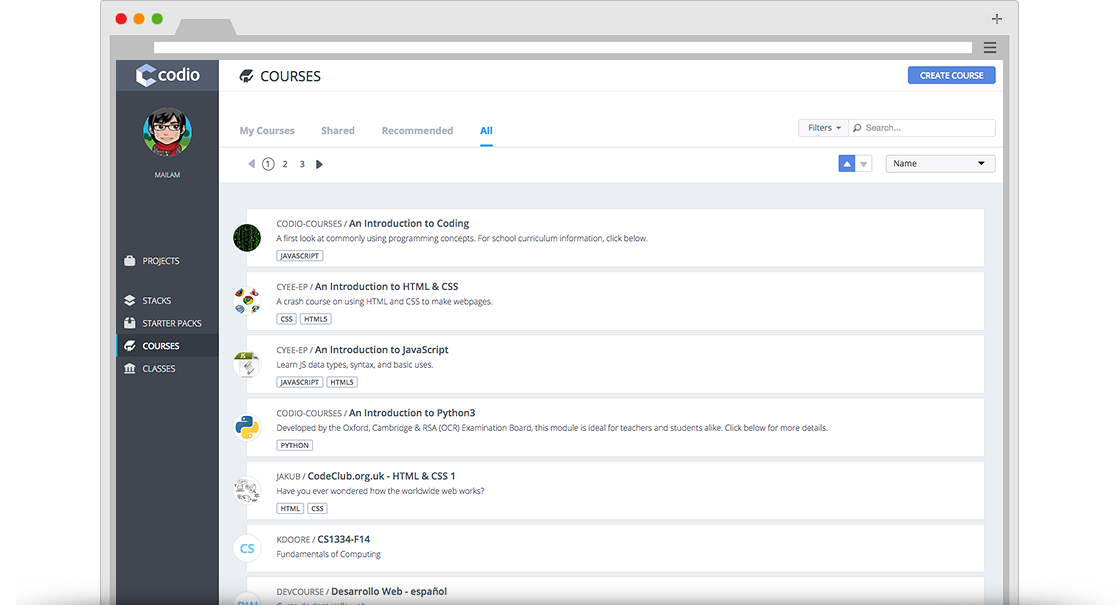 codio
COURSES
CREATE COURSE
MAILAM
My Courses Shared Recommended All
Filters Search...
1 2 3
Name
PROJECTS
STACKS
STARTER PACKS
COURSES
CLASSES
CODIO-COURSES / An Introduction to Coding
A first look at commonly using programming concepts. For school curriculum information, click below.
JAVASCRIPT
CYEE-EP / An Introduction to HTML & CSS
A crash course on using HTML and CSS to make webpages.
CSS HTML5
JS
CYEE-EP / An Introduction to JavaScript
Learn JS data types, syntax, and basic uses.
JAVASCRIPT HTML5
CODIO-COURSES / An Introduction to Python3
Developed by the Oxford, Cambridge & RSA (OCR) Examination Board, this module is ideal for teachers and students alike. Click below for more details.
PYTHON
JAKUB / CodeClub.org.uk - HTML & CSS 1
Have you ever wondered how the worldwide web works?
HTML CSS
CS
KDOORE / CS1334-F14
Fundamentals of Computing
DW
DEVCOURSE / Desarrollo Web - español